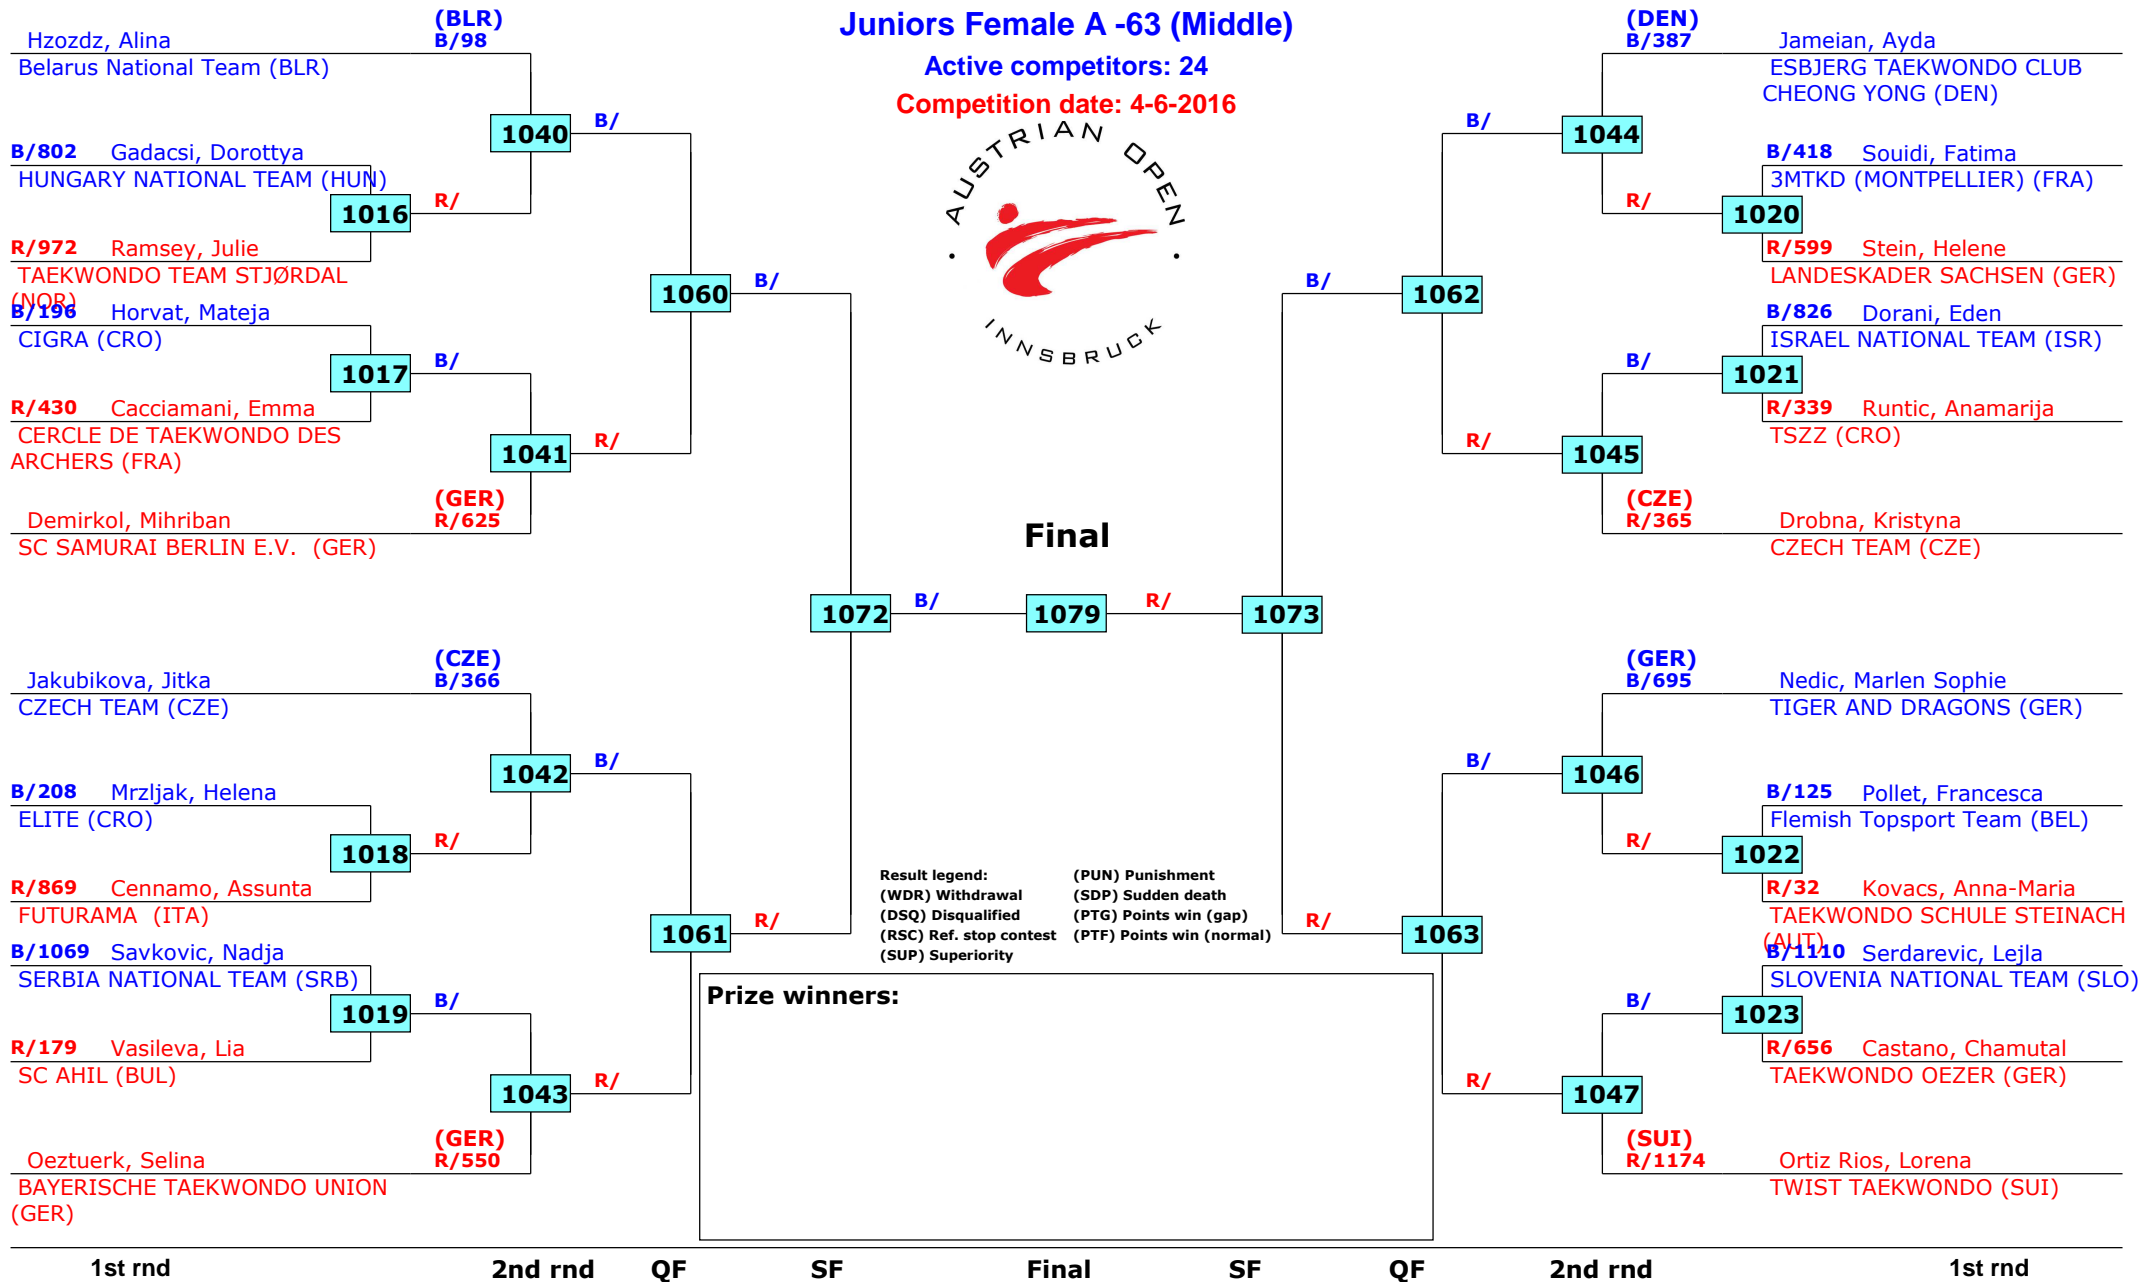 Juniors Female A -63 (Middle)
Active competitors: 24
Competition date: 4-6-2016
AUSTRIAN OPEN
INNSBRUCK
(BLR)
Hzozdz, Alina B/98
Belarus National Team (BLR)
1040
B/
B/802 Gadacsi, Dorottya
HUNGARY NATIONAL TEAM (HUN)
1016
R/
R/972 Ramsey, Julie
TAEKWONDO TEAM STJØRDAL
(NOR)
1060
B/
B/196 Horvat, Mateja
CIGRA (CRO)
1017
B/
R/430 Cacciamani, Emma
CERCLE DE TAEKWONDO DES
ARCHERS (FRA)
1041
R/
(GER)
Demirkol, Mihriban R/625
SC SAMURAI BERLIN E.V. (GER)
Final
1072
B/
1079
R/
1073
(CZE)
Jakubikova, Jitka B/366
CZECH TEAM (CZE)
1042
B/
B/208 Mrzljak, Helena
ELITE (CRO)
1018
R/
R/869 Cennamo, Assunta
FUTURAMA (ITA)
1061
R/
B/1069 Savkovic, Nadja
SERBIA NATIONAL TEAM (SRB)
1019
B/
R/179 Vasileva, Lia
SC AHIL (BUL)
1043
R/
(GER)
Oeztuerk, Selina R/550
BAYERISCHE TAEKWONDO UNION
(GER)
(DEN)
B/387 Jameian, Ayda
ESBJERG TAEKWONDO CLUB
CHEONG YONG (DEN)
B/
1044
B/418 Souidi, Fatima
3MTKD (MONTPELLIER) (FRA)
R/
1020
R/599 Stein, Helene
LANDESKADER SACHSEN (GER)
B/
1062
B/826 Dorani, Eden
ISRAEL NATIONAL TEAM (ISR)
B/
1021
R/339 Runtic, Anamarija
TSZZ (CRO)
R/
1045
(CZE)
R/365 Drobna, Kristyna
CZECH TEAM (CZE)
(GER)
B/695 Nedic, Marlen Sophie
TIGER AND DRAGONS (GER)
B/
1046
B/125 Pollet, Francesca
Flemish Topsport Team (BEL)
R/
1022
R/32 Kovacs, Anna-Maria
TAEKWONDO SCHULE STEINACH
(AUT)
R/
1063
B/1110 Serdarevic, Lejla
SLOVENIA NATIONAL TEAM (SLO)
B/
1023
R/656 Castano, Chamutal
TAEKWONDO OEZER (GER)
R/
1047
(SUI)
R/1174 Ortiz Rios, Lorena
TWIST TAEKWONDO (SUI)
Result legend: (PUN) Punishment
(WDR) Withdrawal (SDP) Sudden death
(DSQ) Disqualified (PTG) Points win (gap)
(RSC) Ref. stop contest (PTF) Points win (normal)
(SUP) Superiority
Prize winners:
1st rnd 2nd rnd QF SF Final SF QF 2nd rnd 1st rnd